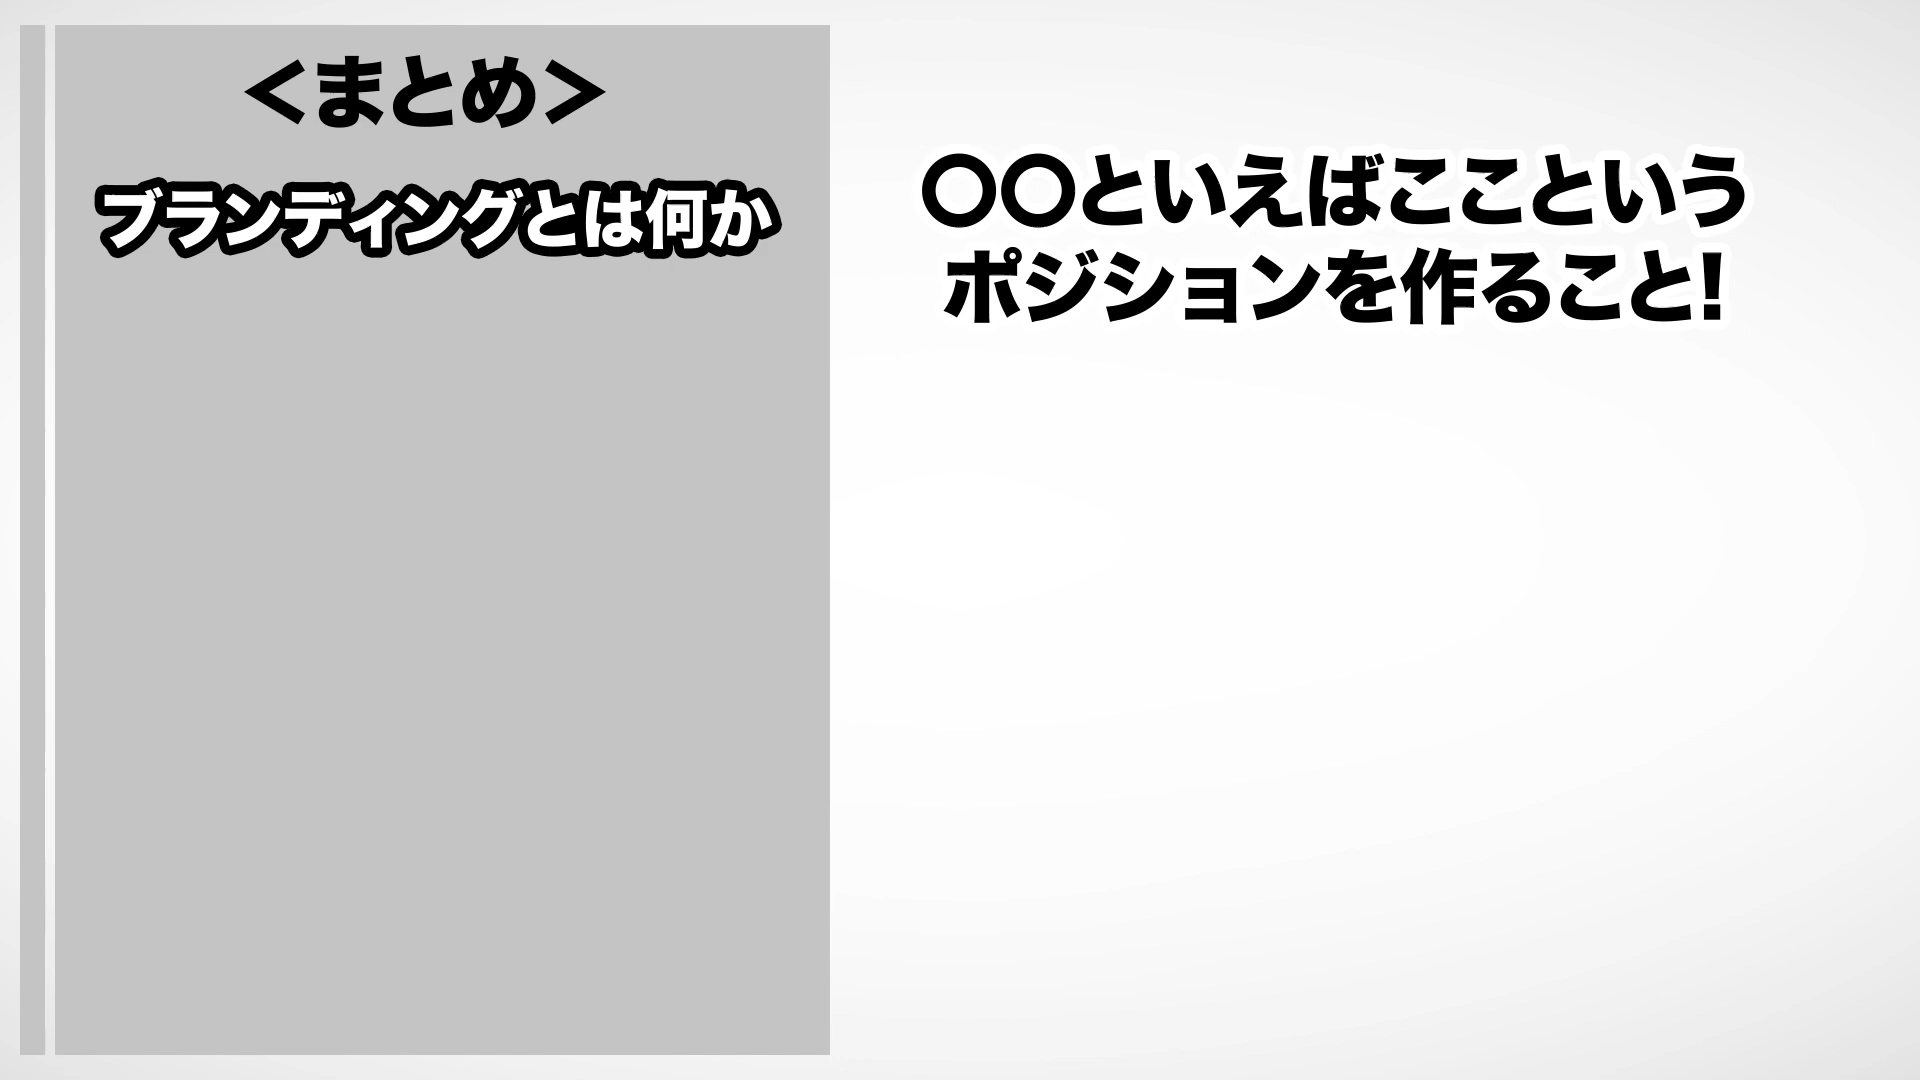 ＜まとめ＞
ブランディングとは何か
〇〇といえばここという
ポジションを作ること!